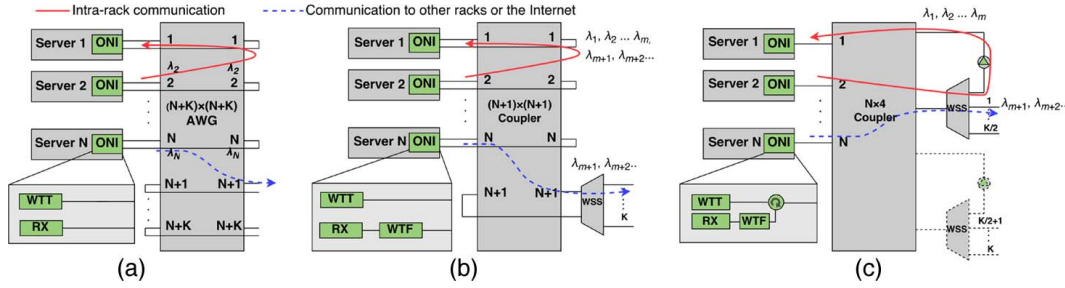 Intra-rack communication
Communication to other racks or the Internet
Server 1 ONI
1 1
λ2 λ2
Server 2 ONI
2 2
(N+K)×(N+K)
AWG
Server N ONI
N N
λN λN
N+1 N+1
N+K N+K
WTT
RX
(a)
Server 1 ONI
1 1
λ1, λ2 ... λm,
λm+1, λm+2...
Server 2 ONI
2 2
(N+1)×(N+1)
Coupler
Server N ONI
N N
λm+1, λm+2..
N+1 N+1
WSS
K
WTT
RX WTF
(b)
λ1, λ2 ... λm
Server 1 ONI
1
Server 2 ONI
2
N×4
Coupler
WSS
1
λm+1, λm+2..
K/2
Server N ONI
N
WTT
RX WTF
WSS
K/2+1
K
(c)